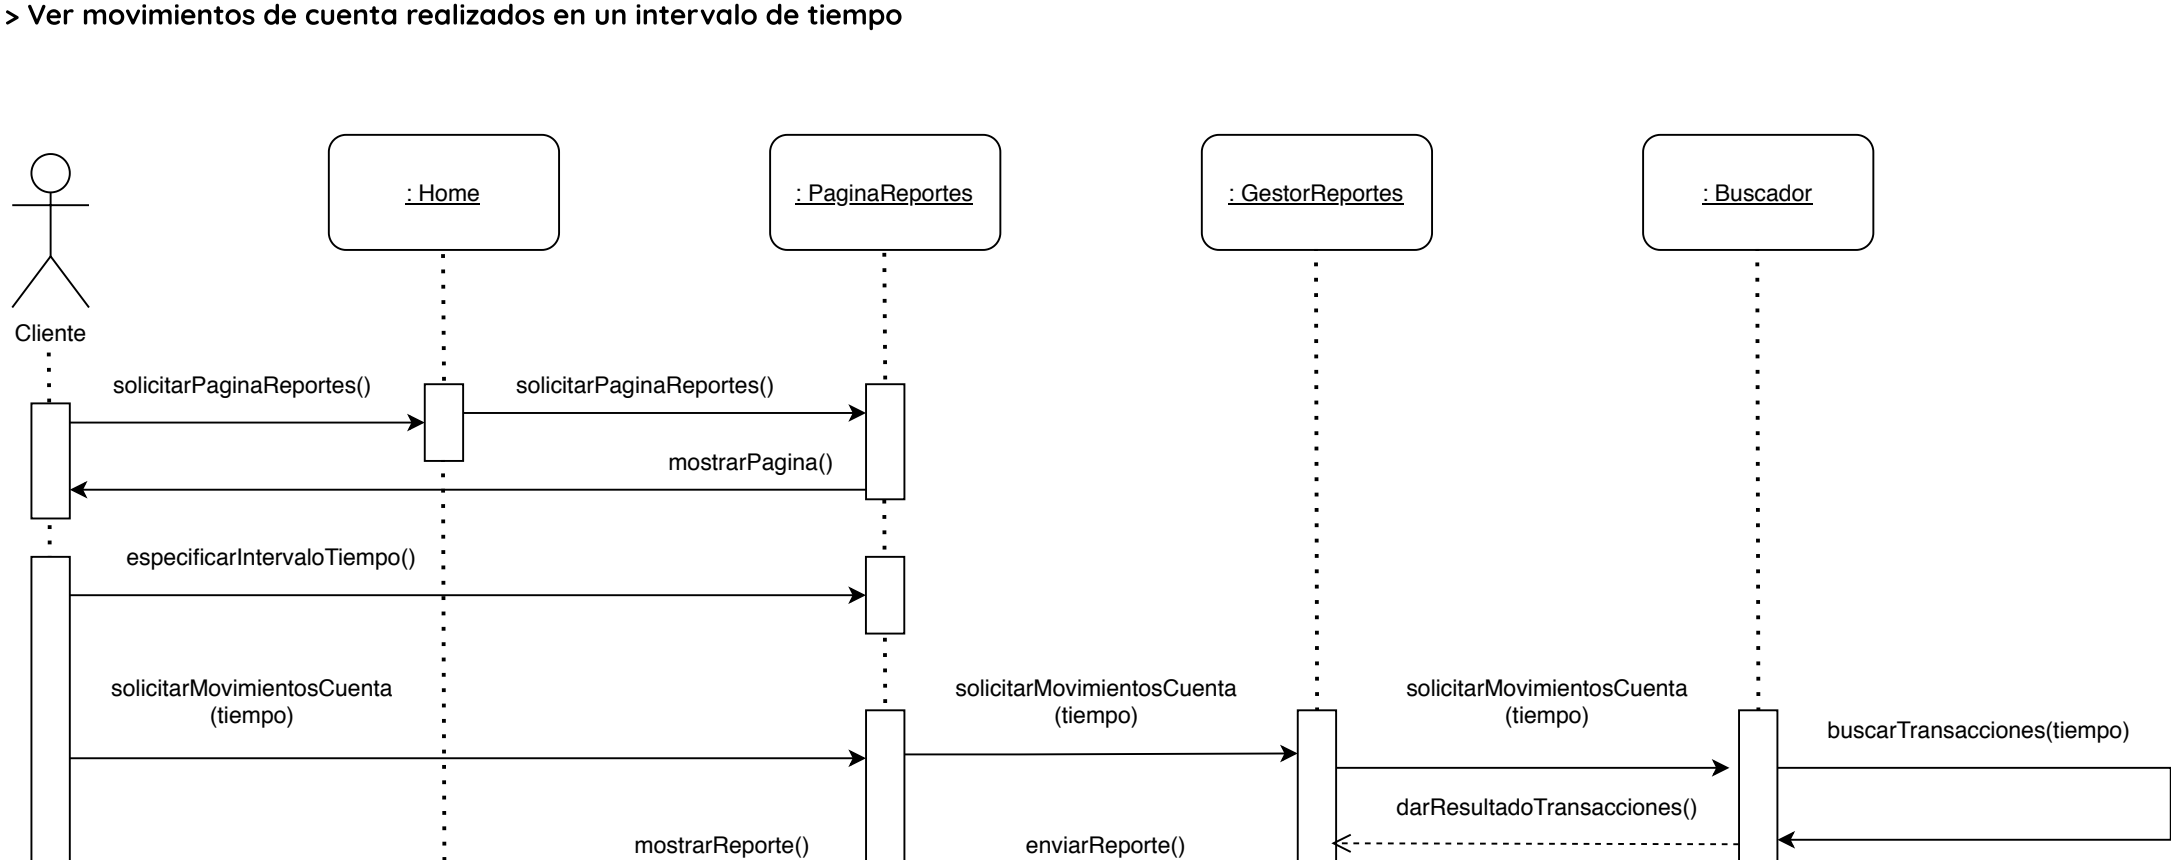 > Ver movimientos de cuenta realizados en un intervalo de tiempo
: Home
: PaginaReportes
: GestorReportes
: Buscador
Cliente
solicitarPaginaReportes()
solicitarPaginaReportes()
mostrarPagina()
especificarIntervaloTiempo()
solicitarMovimientosCuenta
(tiempo)
solicitarMovimientosCuenta
(tiempo)
solicitarMovimientosCuenta
(tiempo)
buscarTransacciones(tiempo)
darResultadoTransacciones()
mostrarReporte()
enviarReporte()